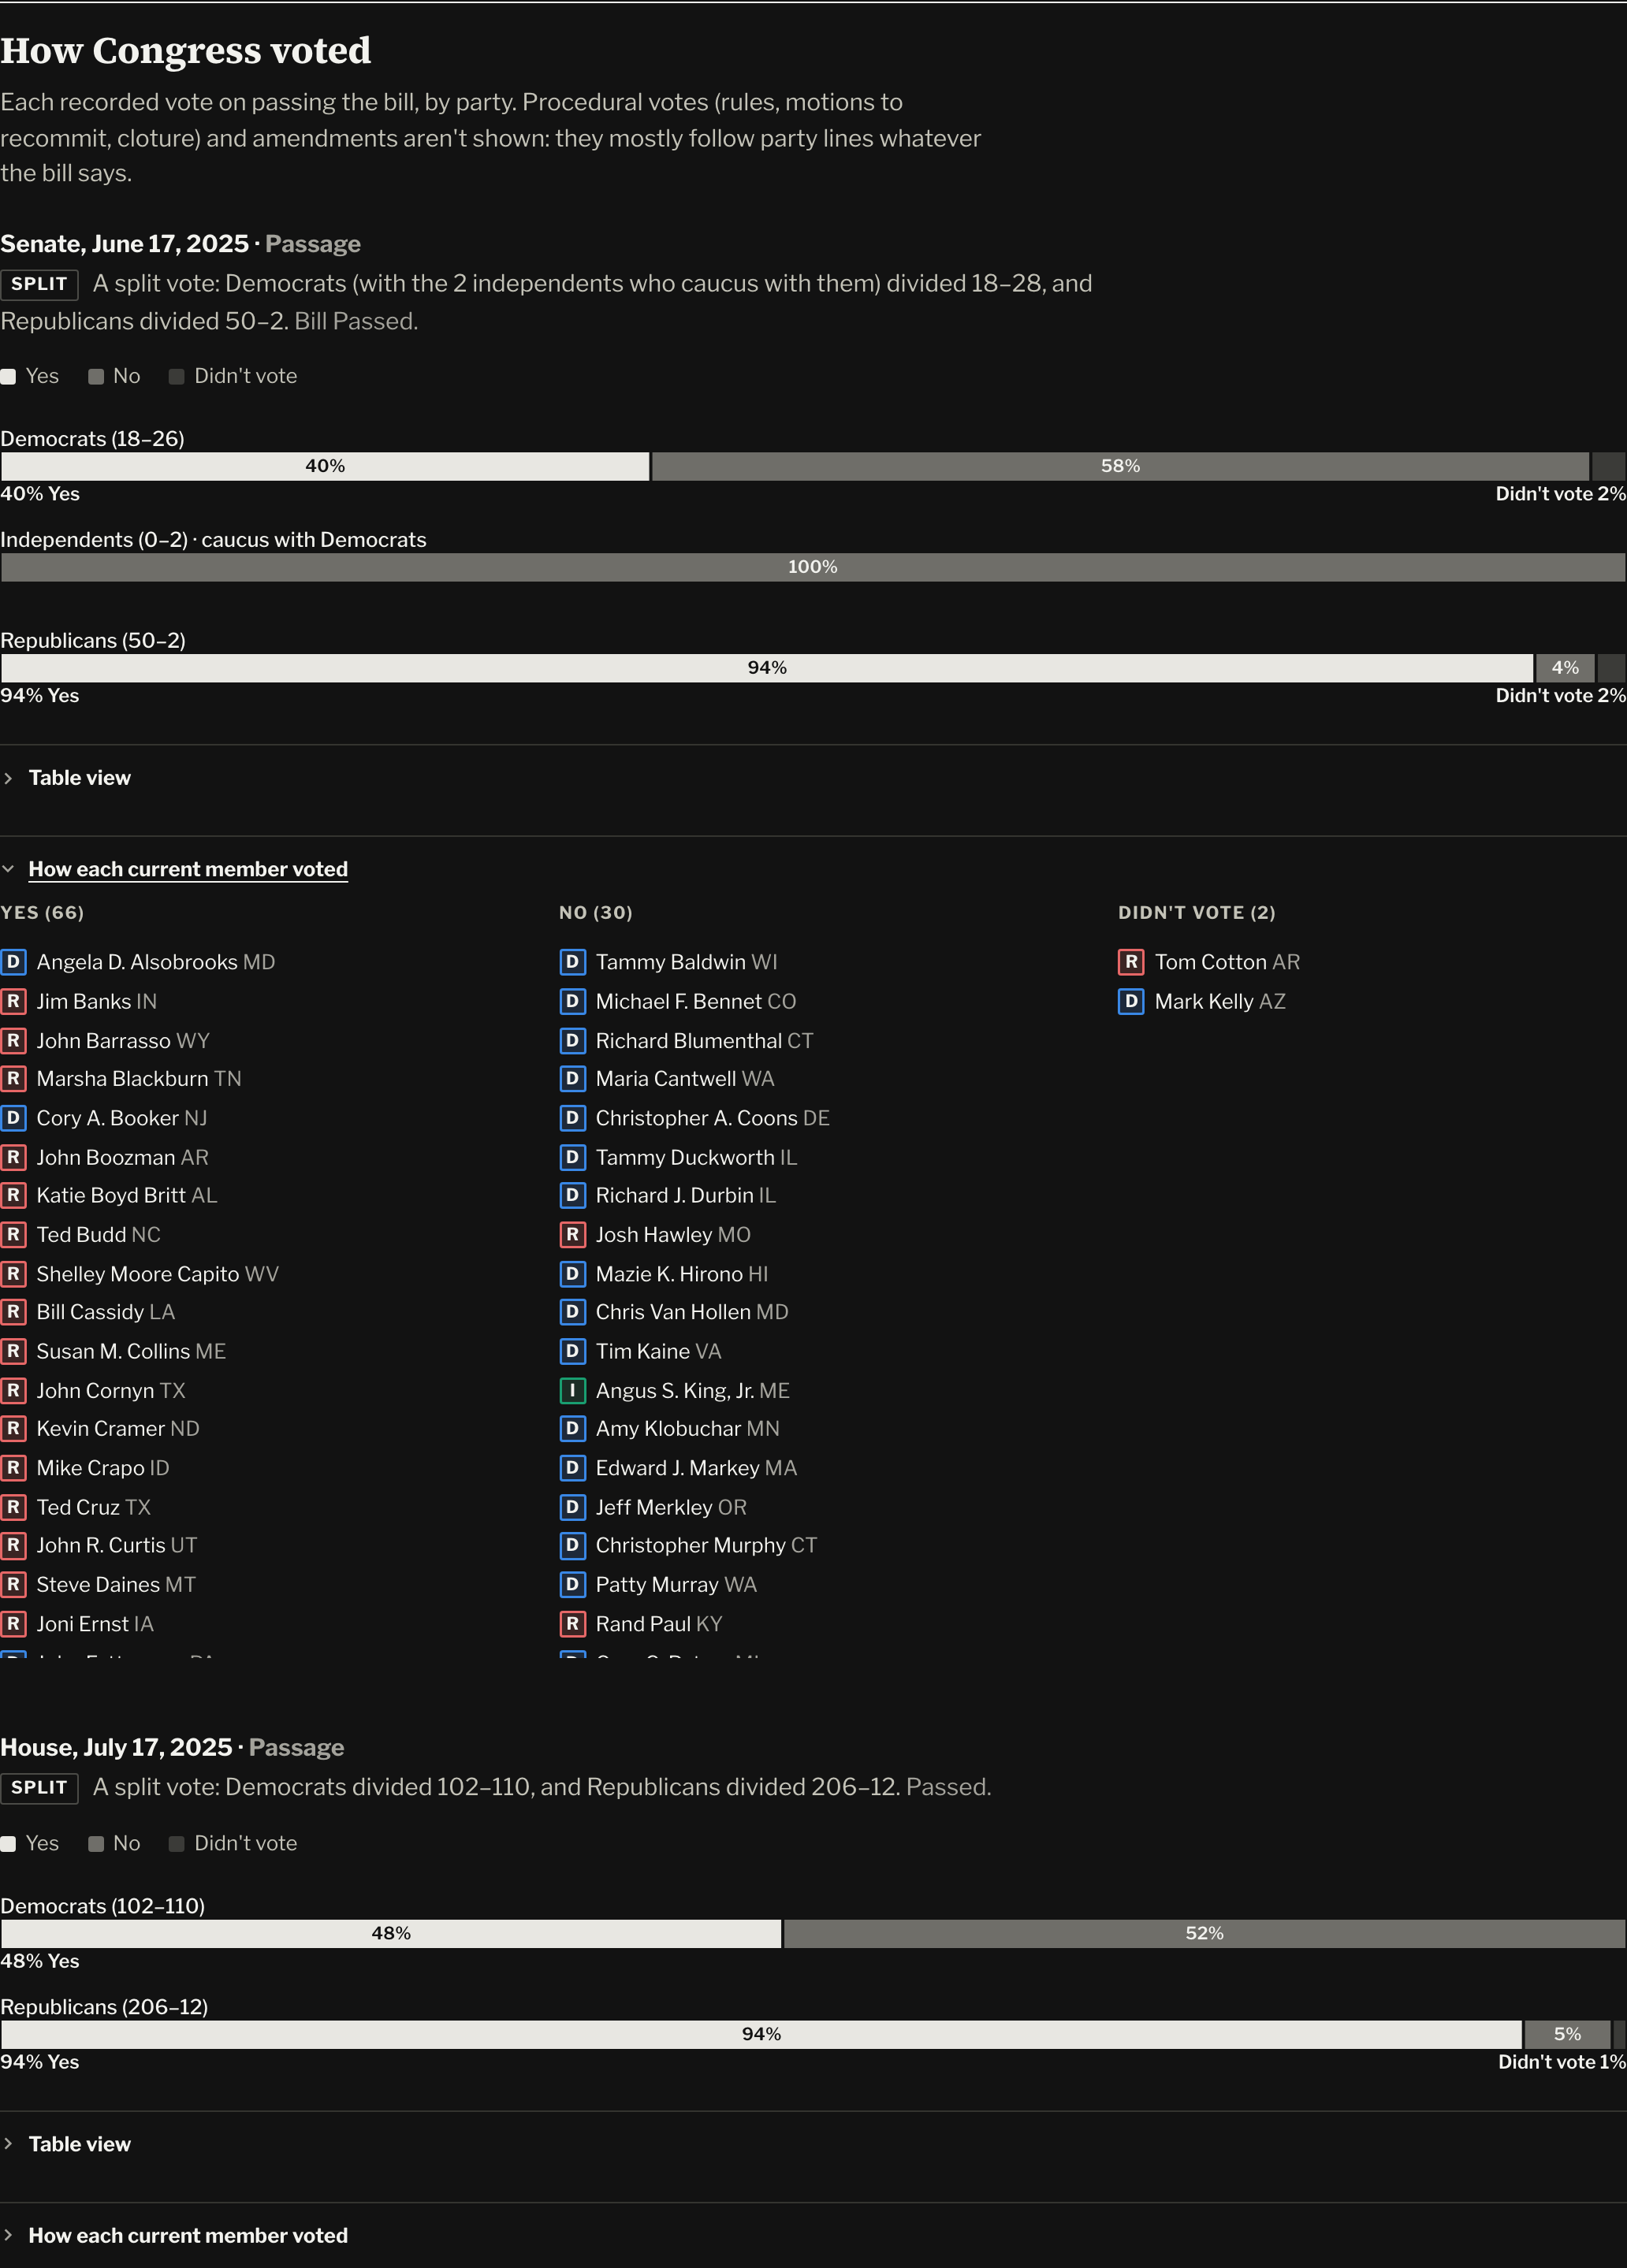 How Congress voted
Each recorded vote on passing the bill, by party. Procedural votes (rules, motions to
recommit, cloture) and amendments aren't shown: they mostly follow party lines whatever
the bill says.
Senate, June 17, 2025 · Passage
SPLIT A split vote: Democrats (with the 2 independents who caucus with them) divided 18–28, and
Republicans divided 50–2. Bill Passed.
Yes No Didn't vote
Democrats (18–26)
40% 58%
40% Yes Didn't vote 2%
Independents (0–2) · caucus with Democrats
100%
Republicans (50–2)
94% 4%
94% Yes Didn't vote 2%
Table view
How each current member voted
YES (66)
D Angela D. Alsobrooks MD
R Jim Banks IN
R John Barrasso WY
R Marsha Blackburn TN
D Cory A. Booker NJ
R John Boozman AR
R Katie Boyd Britt AL
R Ted Budd NC
R Shelley Moore Capito WV
R Bill Cassidy LA
R Susan M. Collins ME
R John Cornyn TX
R Kevin Cramer ND
R Mike Crapo ID
R Ted Cruz TX
R John R. Curtis UT
R Steve Daines MT
R Joni Ernst IA
NO (30)
D Tammy Baldwin WI
D Michael F. Bennet CO
D Richard Blumenthal CT
D Maria Cantwell WA
D Christopher A. Coons DE
D Tammy Duckworth IL
D Richard J. Durbin IL
R Josh Hawley MO
D Mazie K. Hirono HI
D Chris Van Hollen MD
D Tim Kaine VA
I Angus S. King, Jr. ME
D Amy Klobuchar MN
D Edward J. Markey MA
D Jeff Merkley OR
D Christopher Murphy CT
D Patty Murray WA
R Rand Paul KY
DIDN'T VOTE (2)
R Tom Cotton AR
D Mark Kelly AZ
House, July 17, 2025 · Passage
SPLIT A split vote: Democrats divided 102–110, and Republicans divided 206–12. Passed.
Yes No Didn't vote
Democrats (102–110)
48% 52%
48% Yes
Republicans (206–12)
94% 5%
94% Yes Didn't vote 1%
Table view
How each current member voted